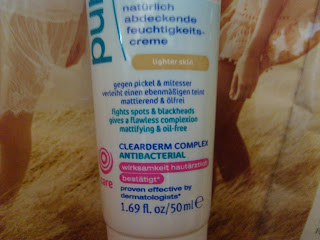 natürlich
abdeckende
feuchtigkeits-
creme
lighter skin
gegen pickel & mitesser
verleiht einen ebenmäßigen teint
mattierend & ölfrei
fights spots & blackheads
gives a flawless complexion
mattifying & oil-free
CLEARDERM COMPLEX
ANTIBACTERIAL
wirksamkeit hautärztlich
bestätigt*
proven effective by
dermatologists*
1.69 fl. oz/50 ml e